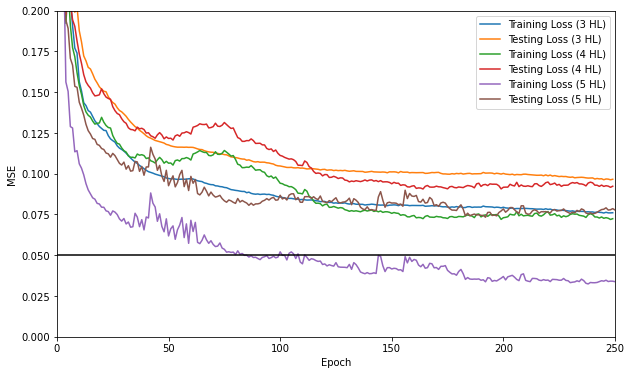 0.200
0.175
0.150
0.125
0.100
0.075
0.050
0.025
0.000
MSE
0 50 100 150 200 250
Epoch
Training Loss (3 HL)
Testing Loss (3 HL)
Training Loss (4 HL)
Testing Loss (4 HL)
Training Loss (5 HL)
Testing Loss (5 HL)